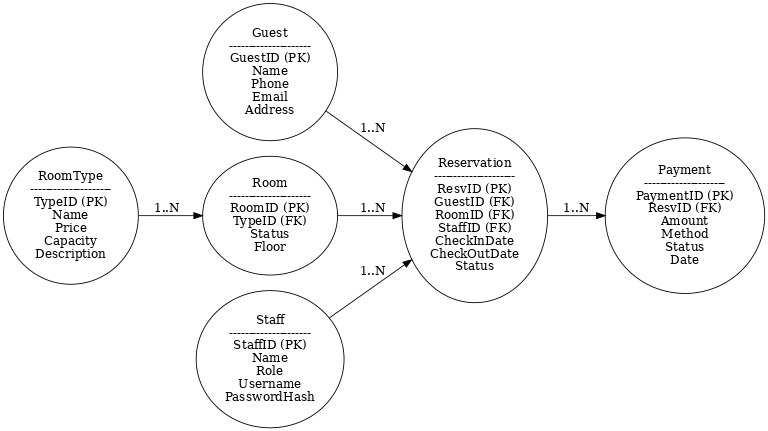 Guest
---------------------
GuestID (PK)
Name
Phone
Email
Address
1..N
RoomType
---------------------
TypeID (PK)
Name
Price
Capacity
Description
1..N
Room
---------------------
RoomID (PK)
TypeID (FK)
Status
Floor
1..N
Staff
---------------------
StaffID (PK)
Name
Role
Username
PasswordHash
1..N
Reservation
---------------------
ResvID (PK)
GuestID (FK)
RoomID (FK)
StaffID (FK)
CheckInDate
CheckOutDate
Status
1..N
Payment
---------------------
PaymentID (PK)
ResvID (FK)
Amount
Method
Status
Date